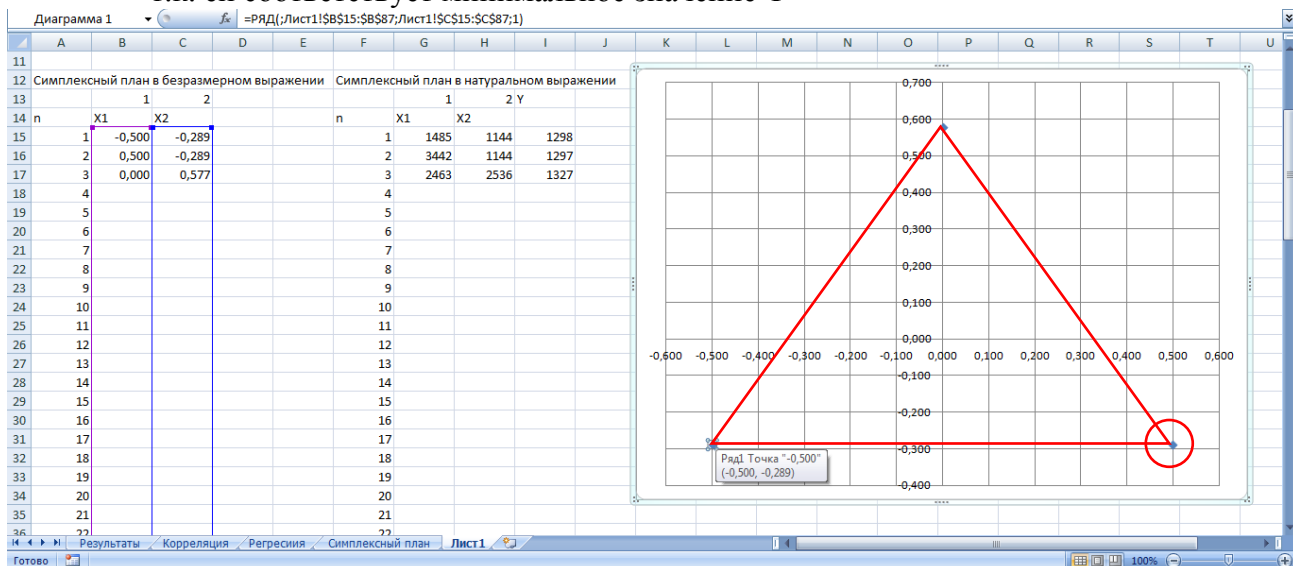 Диаграмма 1 fx =РЯД(;Лист1!$B$15:$B$87;Лист1!$C$15:$C$87;1)
A B C D E F G H I J K L M N O P Q R S T U
11
12 Симплексный план в безразмерном выражении Симплексный план в натуральном выражении
13 1 2 1 2 Y
14 n X1 X2 n X1 X2
15 1 -0,500 -0,289 1 1485 1144 1298
16 2 0,500 -0,289 2 3442 1144 1297
17 3 0,000 0,577 3 2463 2536 1327
18 4 4
19 5 5
20 6 6
21 7 7
22 8 8
23 9 9
24 10 10
25 11 11
26 12 12
27 13 13
28 14 14
29 15 15
30 16 16
31 17 17
32 18 18
33 19 19
34 20 20
35 21 21
36 22 22
0,700
0,600
0,500
0,400
0,300
0,200
0,100
0,000
-0,600 -0,500 -0,400 -0,300 -0,200 -0,100 0,000 0,100 0,200 0,300 0,400 0,500 0,600
-0,100
-0,200
-0,300
-0,400
Ряд1 Точка "-0,500"
(-0,500, -0,289)
Результаты Корреляция Регрессия Симплексный план Лист1
Готово 100%